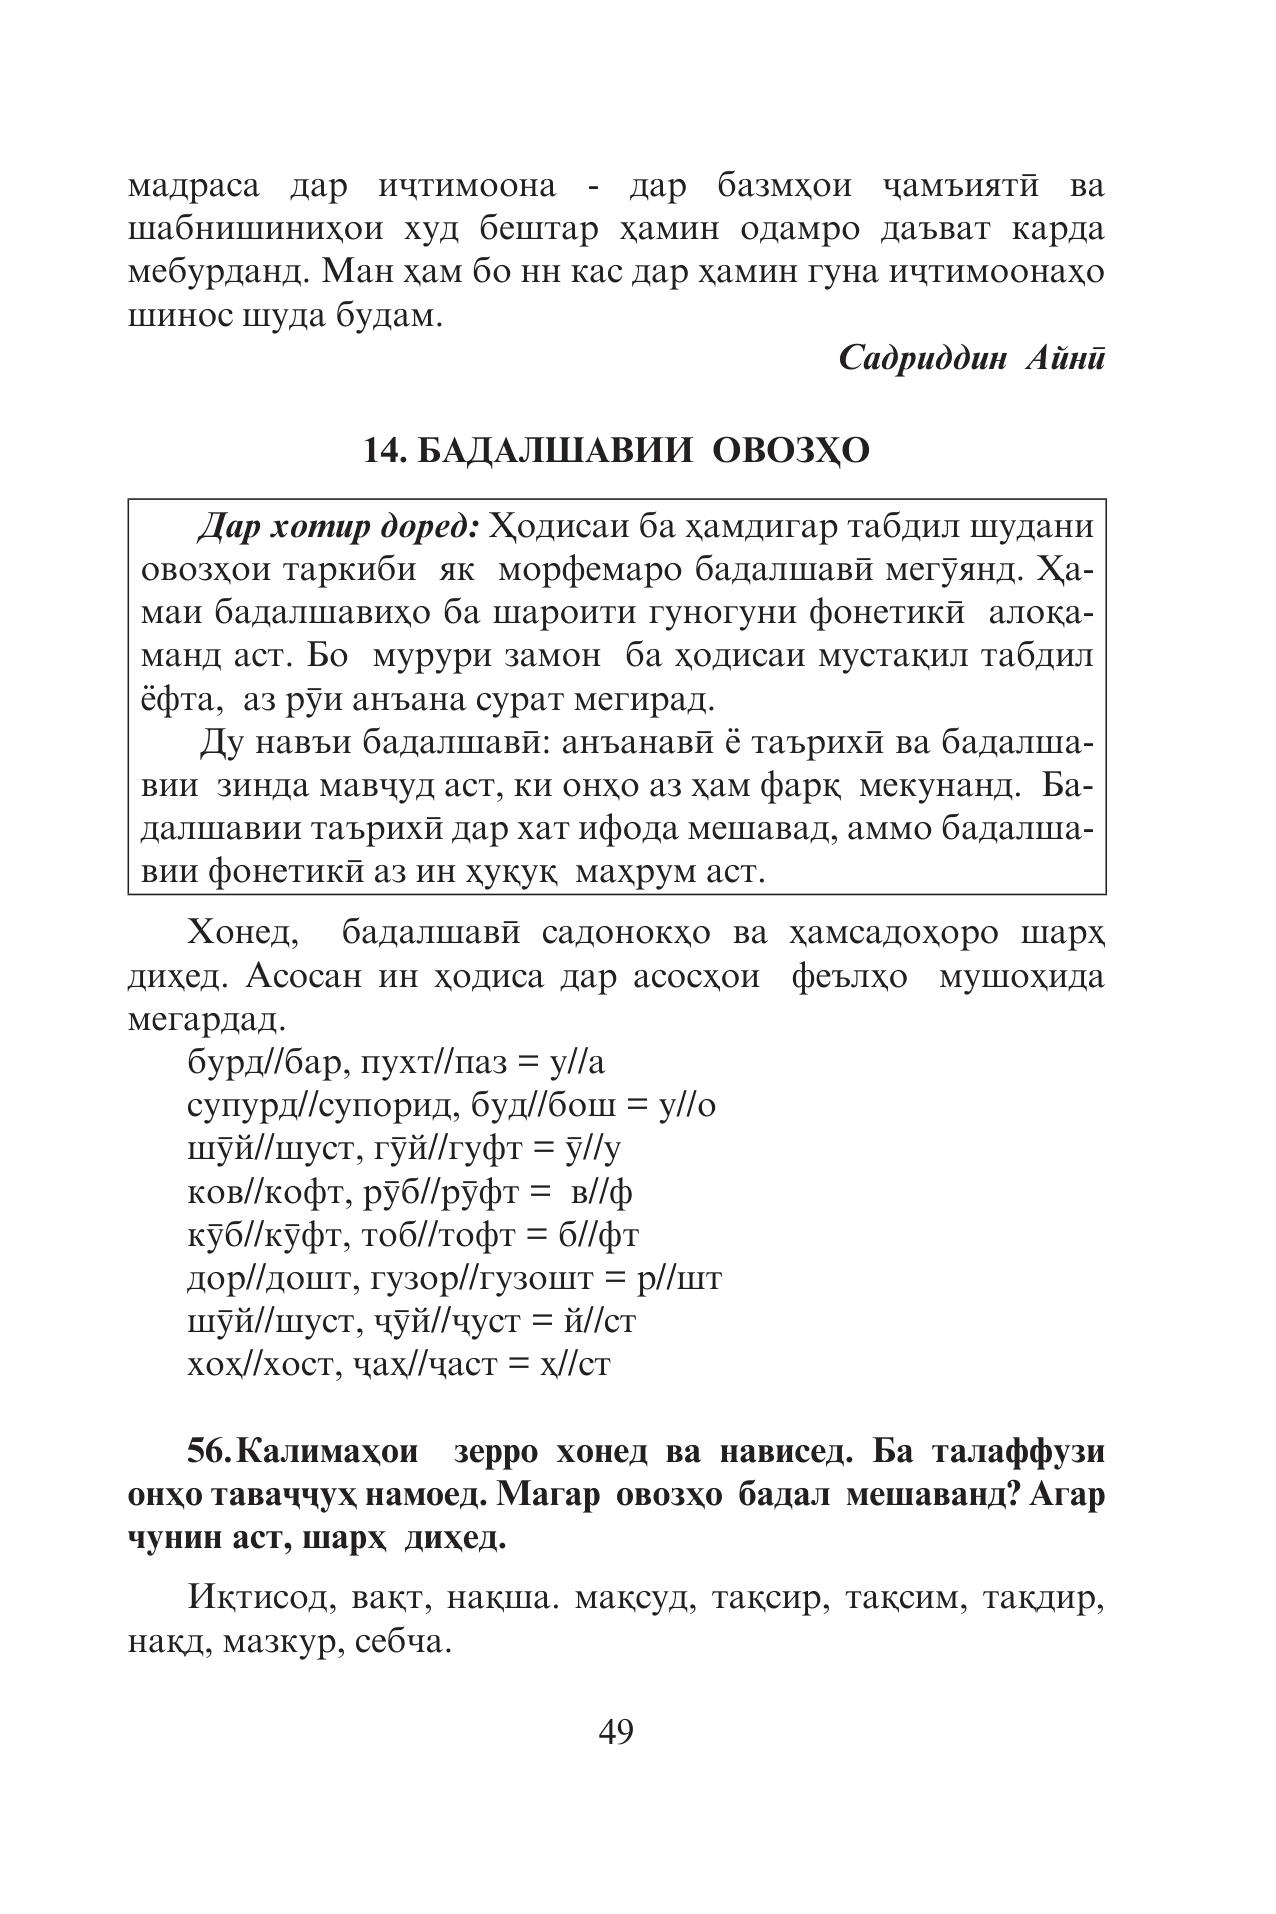 мадраса дар иҷтимоона - дар базмҳои ҷамъиятӣ ва
шабнишиниҳои худ бештар ҳамин одамро даъват карда
мебурданд. Ман ҳам бо нн кас дар ҳамин гуна иҷтимоонаҳо
шинос шуда будам.
Садриддин Айнӣ
14. БАДАЛШАВИИ ОВОЗҲО
Дар хотир доред: Ҳодисаи ба ҳамдигар табдил шудани
овозҳои таркиби як морфемаро бадалшавӣ мегӯянд. Ҳа-
маи бадалшавиҳо ба шароити гуногуни фонетикӣ алоқа-
манд аст. Бо мурури замон ба ҳодисаи мустақил табдил
ёфта, аз рӯи анъана сурат мегирад.
Ду навъи бадалшавӣ: анъанавӣ ё таърихӣ ва бадалша-
вии зинда мавҷуд аст, ки онҳо аз ҳам фарқ мекунанд. Ба-
далшавии таърихӣ дар хат ифода мешавад, аммо бадалша-
вии фонетикӣ аз ин ҳуқуқ маҳрум аст.
Хонед, бадалшавӣ садонокҳо ва ҳамсадоҳоро шарҳ
диҳед. Асосан ин ҳодиса дар асосҳои феълҳо мушоҳида
мегардад.
бурд//бар, пухт//паз = у//а
супурд//супорид, буд//бош = у//о
шӯй//шуст, гӯй//гуфт = ӯ//у
ков//кофт, рӯб//рӯфт = в//ф
кӯб//кӯфт, тоб//тофт = б//фт
дор//дошт, гузор//гузошт = р//шт
шӯй//шуст, ҷӯй//ҷуст = й//ст
хоҳ//хост, ҷаҳ//ҷаст = ҳ//ст
56. Калимаҳои зерро хонед ва нависед. Ба талаффузи
онҳо таваҷҷуҳ намоед. Магар овозҳо бадал мешаванд? Агар
чунин аст, шарҳ диҳед.
Иқтисод, вақт, нақша. мақсуд, тақсир, тақсим, тақдир,
нақд, мазкур, себча.
49